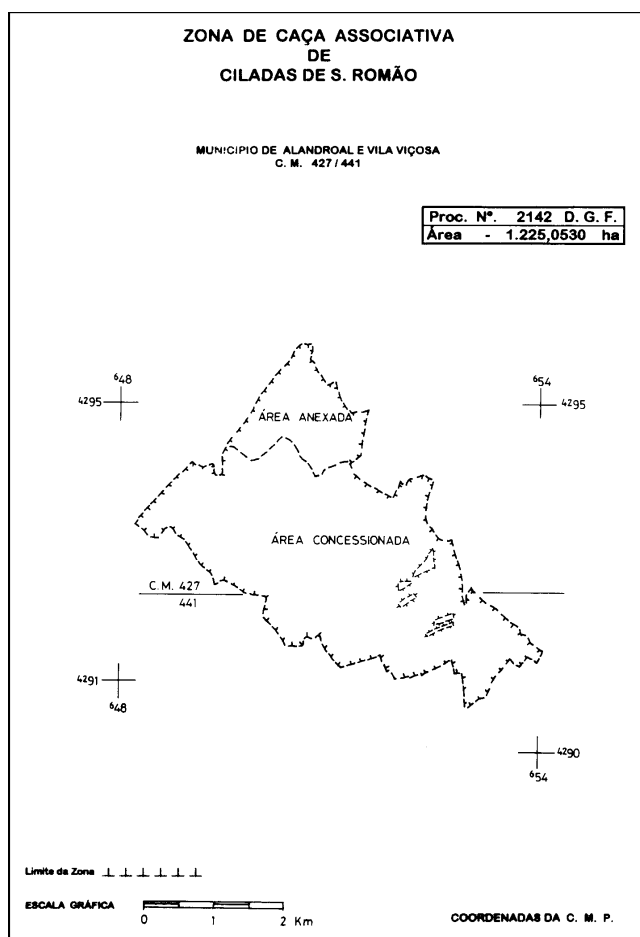 ZONA DE CAÇA ASSOCIATIVA
DE
CILADAS DE S. ROMÃO
MUNICIPIO DE ALANDROAL E VILA VIÇOSA
C. M. 427 / 441
Proc. Nº. 2142 D. G. F.
Área - 1.225,0530 ha
648
654
4295
4295
ÁREA ANEXADA
ÁREA CONCESSIONADA
C.M. 427
441
4291
648
4290
654
Limite da Zona
ESCALA GRÁFICA
0 1 2 Km
COORDENADAS DA C. M. P.